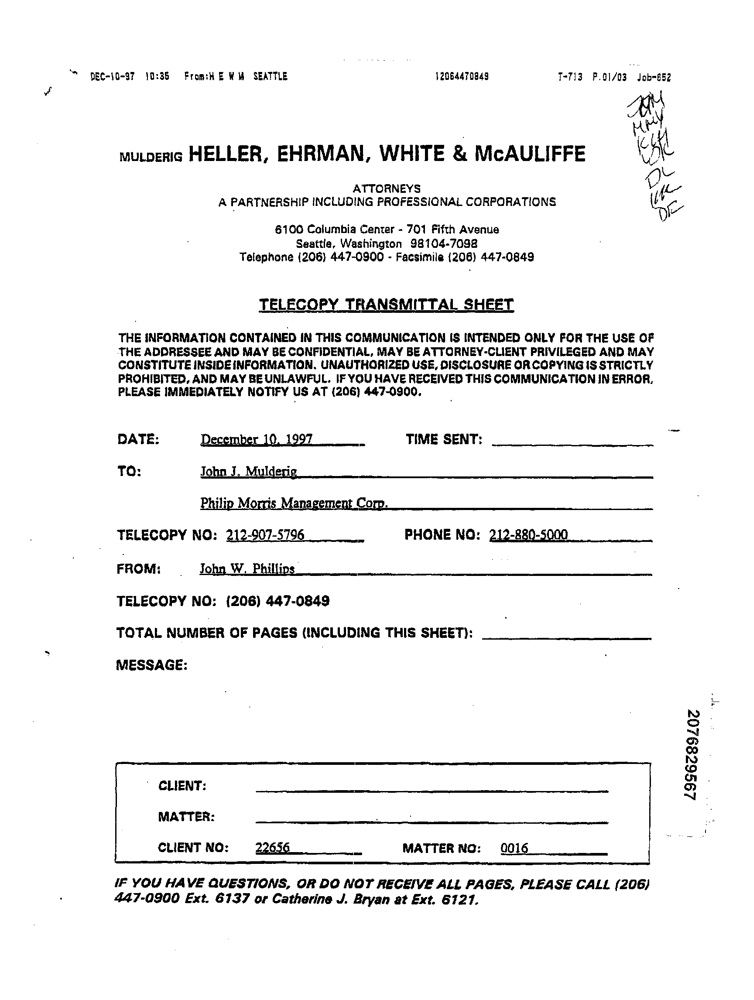 DEC-10-97 10:35 From:H E W M SEATTLE 12064470849 T-713 P.01/03 Job-652
MULDERIG HELLER, EHRMAN, WHITE & McAULIFFE
ATTORNEYS
A PARTNERSHIP INCLUDING PROFESSIONAL CORPORATIONS
6100 Columbia Center - 701 Fifth Avenue
Seattle, Washington 98104-7098
Telephone (206) 447-0900 - Facsimile (206) 447-0849
TELECOPY TRANSMITTAL SHEET
THE INFORMATION CONTAINED IN THIS COMMUNICATION IS INTENDED ONLY FOR THE USE OF
THE ADDRESSEE AND MAY BE CONFIDENTIAL, MAY BE ATTORNEY-CLIENT PRIVILEGED AND MAY
CONSTITUTE INSIDE INFORMATION. UNAUTHORIZED USE, DISCLOSURE OR COPYING IS STRICTLY
PROHIBITED, AND MAY BE UNLAWFUL. IF YOU HAVE RECEIVED THIS COMMUNICATION IN ERROR,
PLEASE IMMEDIATELY NOTIFY US AT (206) 447-0900.
DATE: December 10, 1997 TIME SENT:
TO: John J. Mulderig
Philip Morris Management Corp.
TELECOPY NO: 212-907-5796 PHONE NO: 212-880-5000
FROM: John W. Phillips
TELECOPY NO: (206) 447-0849
TOTAL NUMBER OF PAGES (INCLUDING THIS SHEET):
MESSAGE:
2076829567
CLIENT:
MATTER:
CLIENT NO: 22656 MATTER NO: 0016
IF YOU HAVE QUESTIONS, OR DO NOT RECEIVE ALL PAGES, PLEASE CALL (206)
447-0900 Ext. 6137 or Catherine J. Bryan at Ext. 6121.